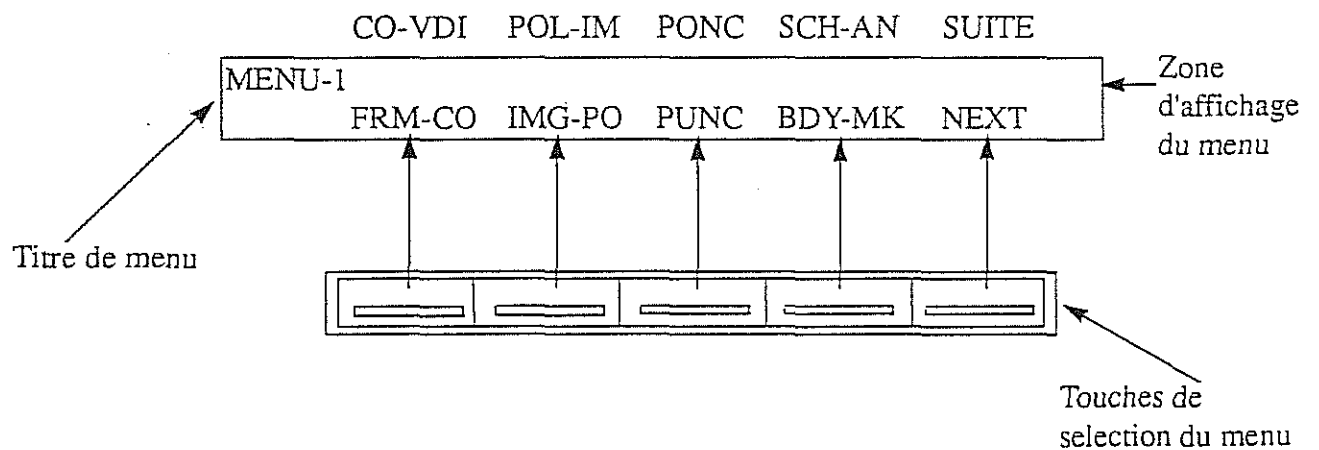 CO-VDI POL-IM PONC SCH-AN SUITE
MENU-1
FRM-CO IMG-PO PUNC BDY-MK NEXT
Zone
d'affichage
du menu
Titre de menu
Touches de
selection du menu